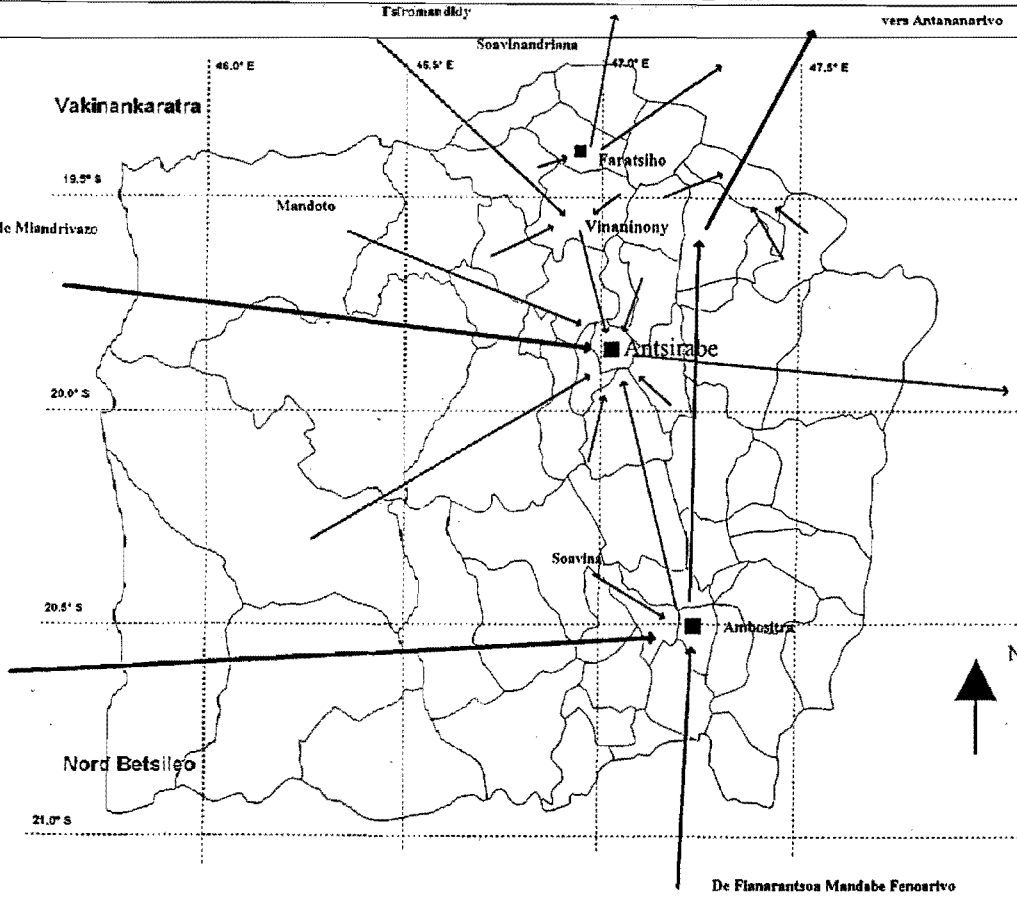 Tsiromandidy
vers Antananarivo
Soavinandriana
46.0° E
46.5° E
47.0° E
47.5° E
Vakinankaratra
Faratsiho
19.5° S
Mandoto
de Miandrivazo
Vinaninony
Antsirabe
20.0° S
Soavina
20.5° S
Ambositra
N
Nord Betsileo
21.0° S
De Fianarantsoa Mandabe Fenoarivo